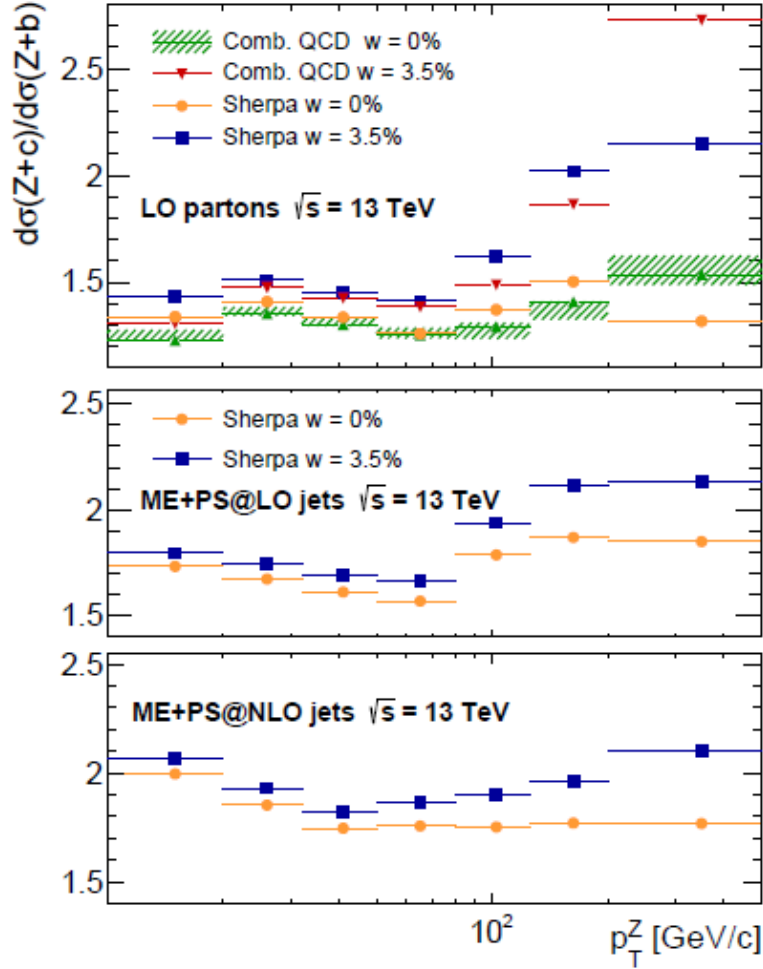 dσ(Z+c)/dσ(Z+b)
2.5
2
1.5
Comb. QCD w = 0%
Comb. QCD w = 3.5%
Sherpa w = 0%
Sherpa w = 3.5%
LO partons √s = 13 TeV
2.5
2
1.5
Sherpa w = 0%
Sherpa w = 3.5%
ME+PS@LO jets √s = 13 TeV
2.5
2
1.5
ME+PS@NLO jets √s = 13 TeV
10²
p_T^Z [GeV/c]